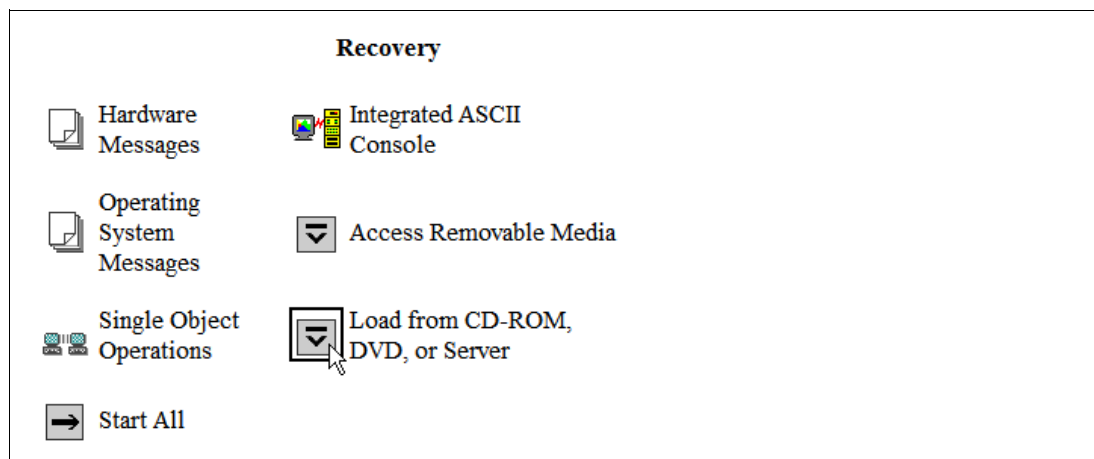 Recovery
Hardware
Messages
Integrated ASCII
Console
Operating
System
Messages
Access Removable Media
Single Object
Operations
Load from CD-ROM,
DVD, or Server
Start All